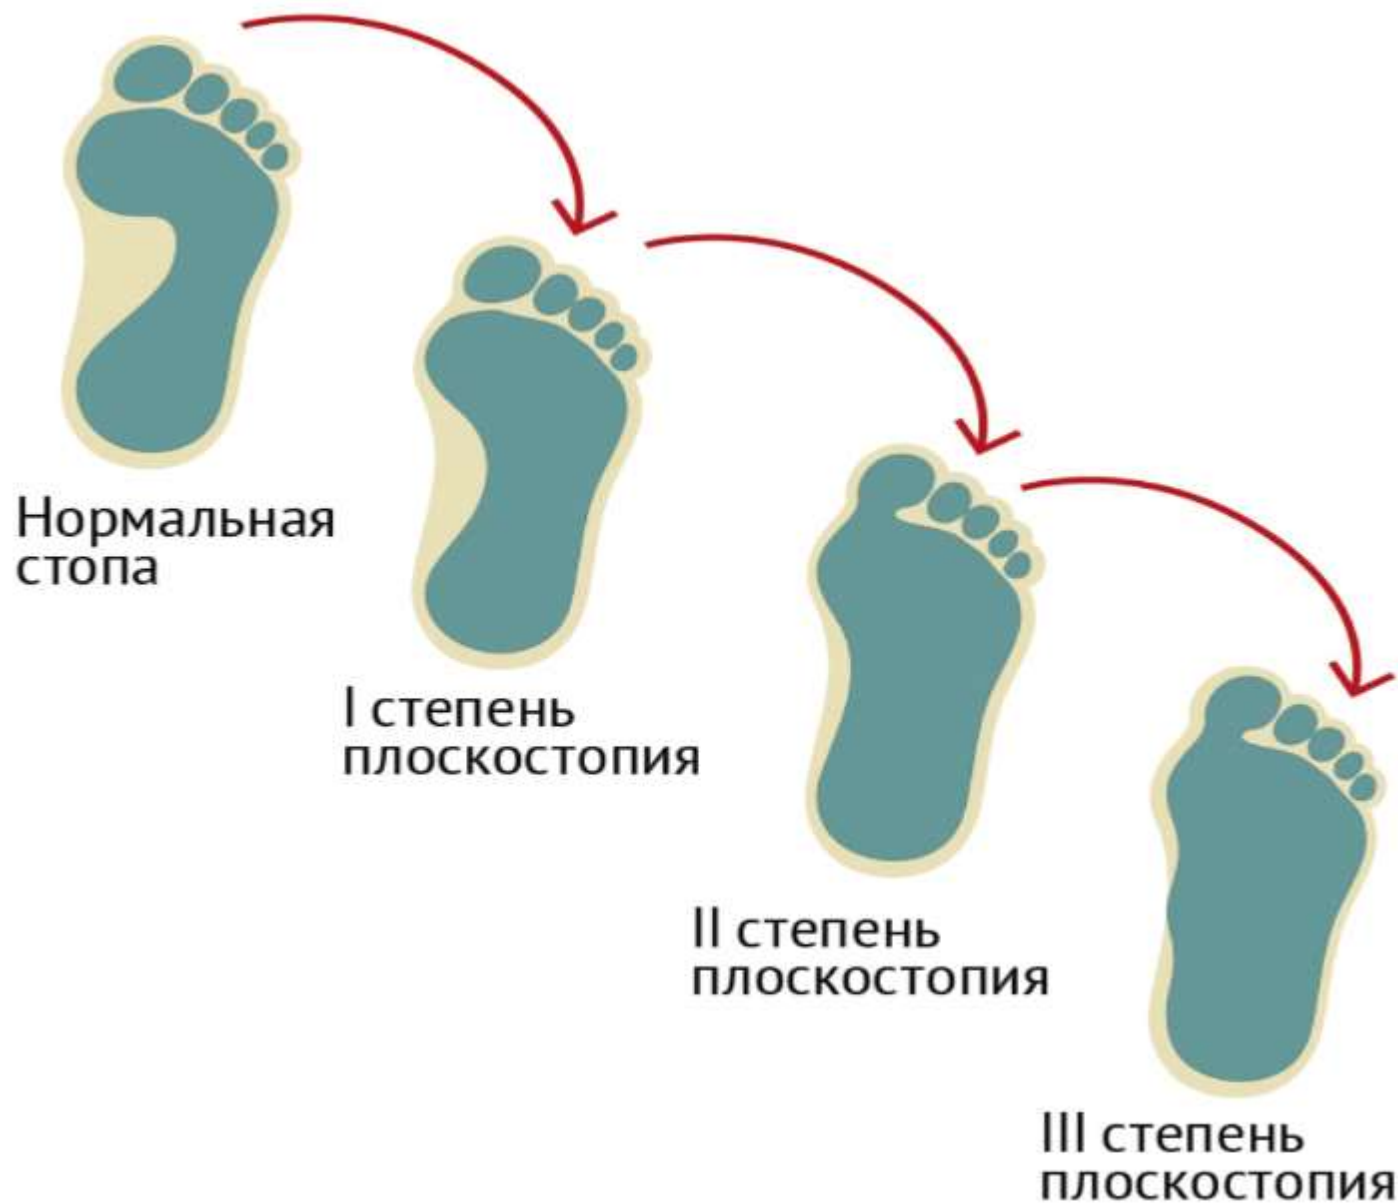 Нормальная
стопа
I степень
плоскостопия
II степень
плоскостопия
III степень
плоскостопия